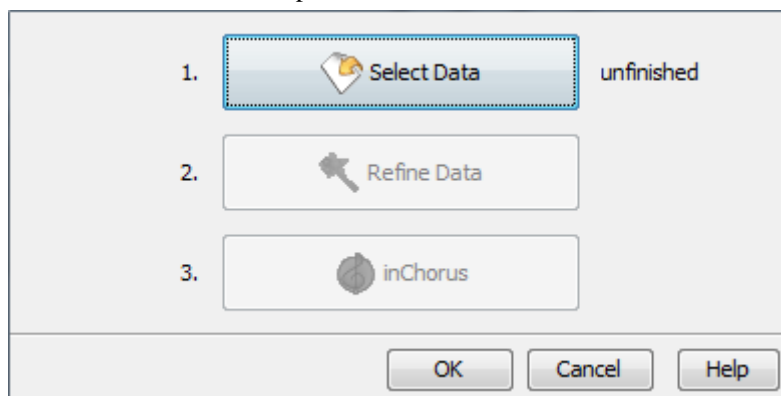 1. Select Data unfinished
2. Refine Data
3. inChorus
OK Cancel Help